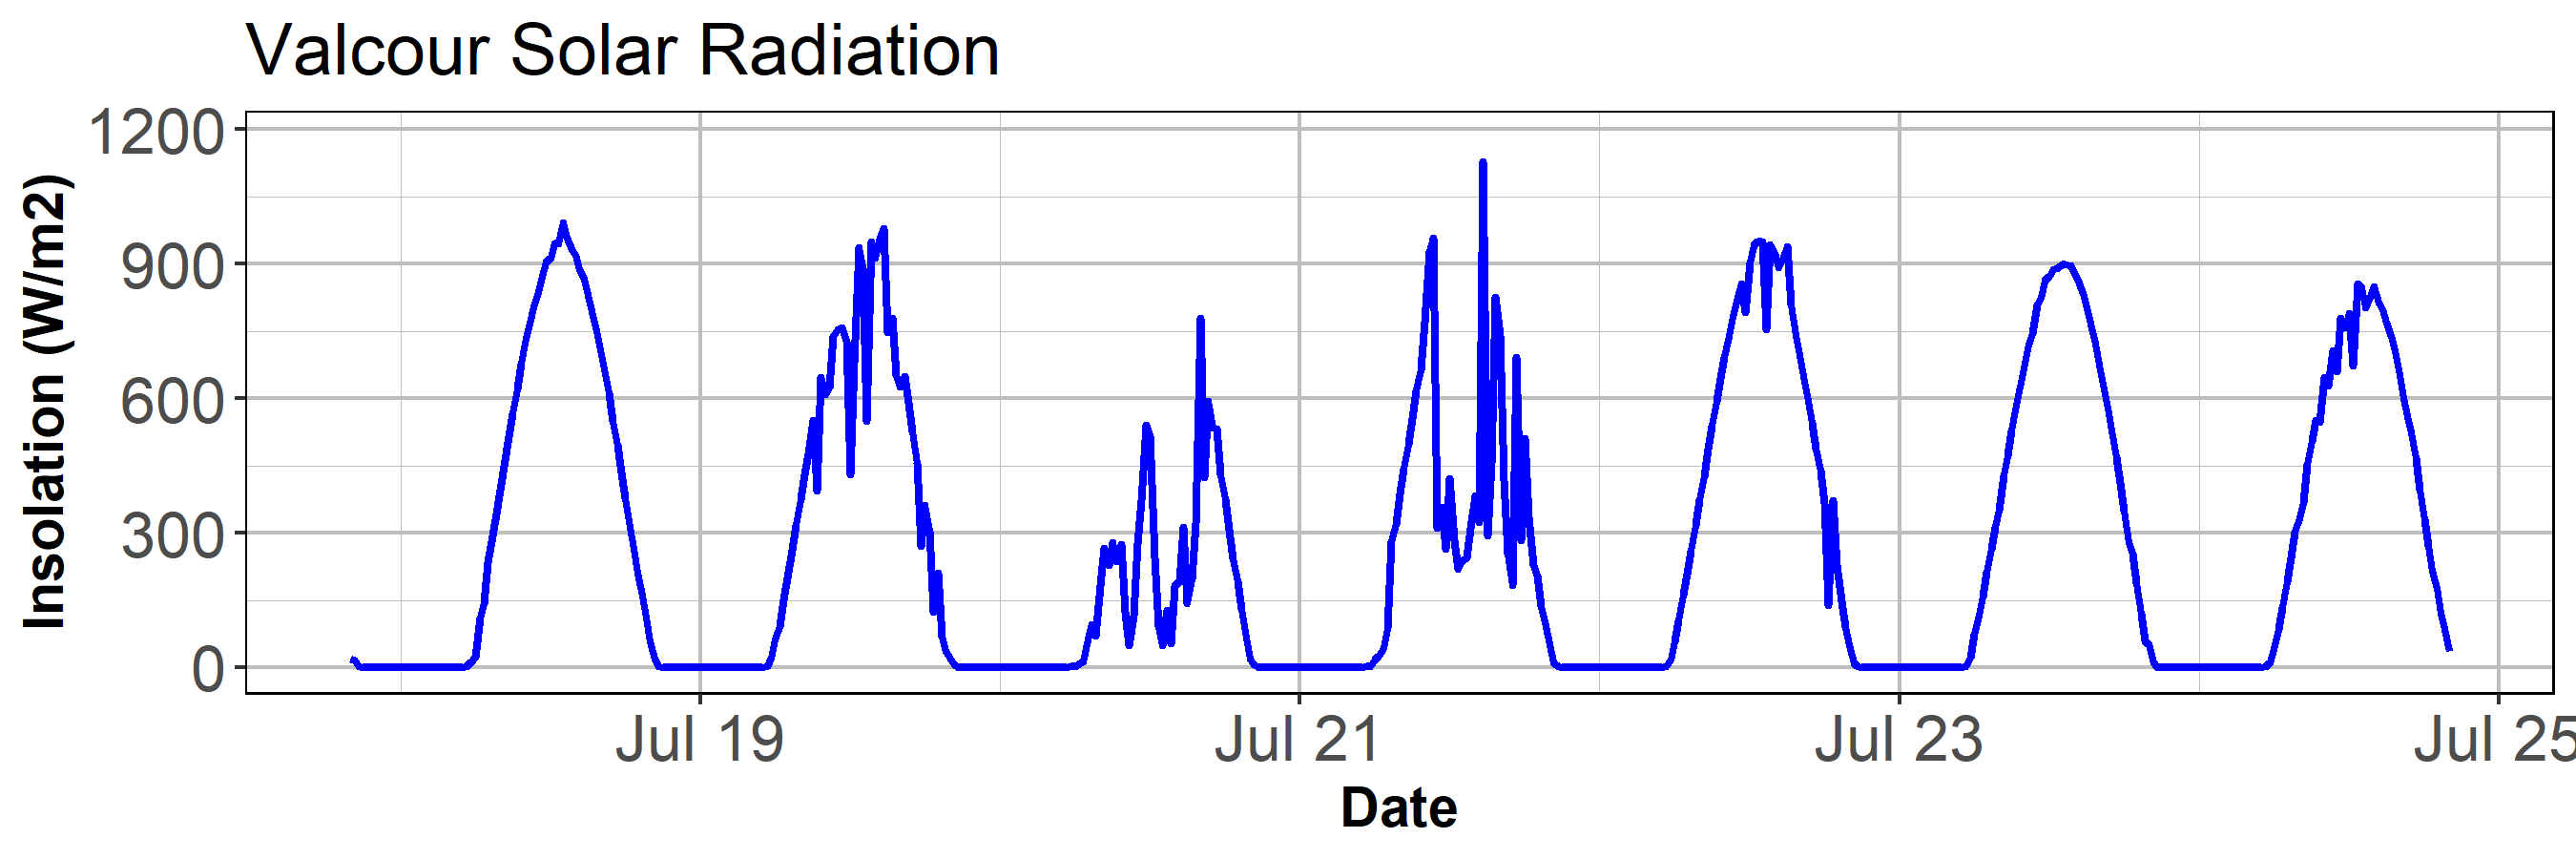 Valcour Solar Radiation
1200
900
600
300
0
Insolation (W/m2)
Jul 19
Jul 21
Jul 23
Jul 25
Date